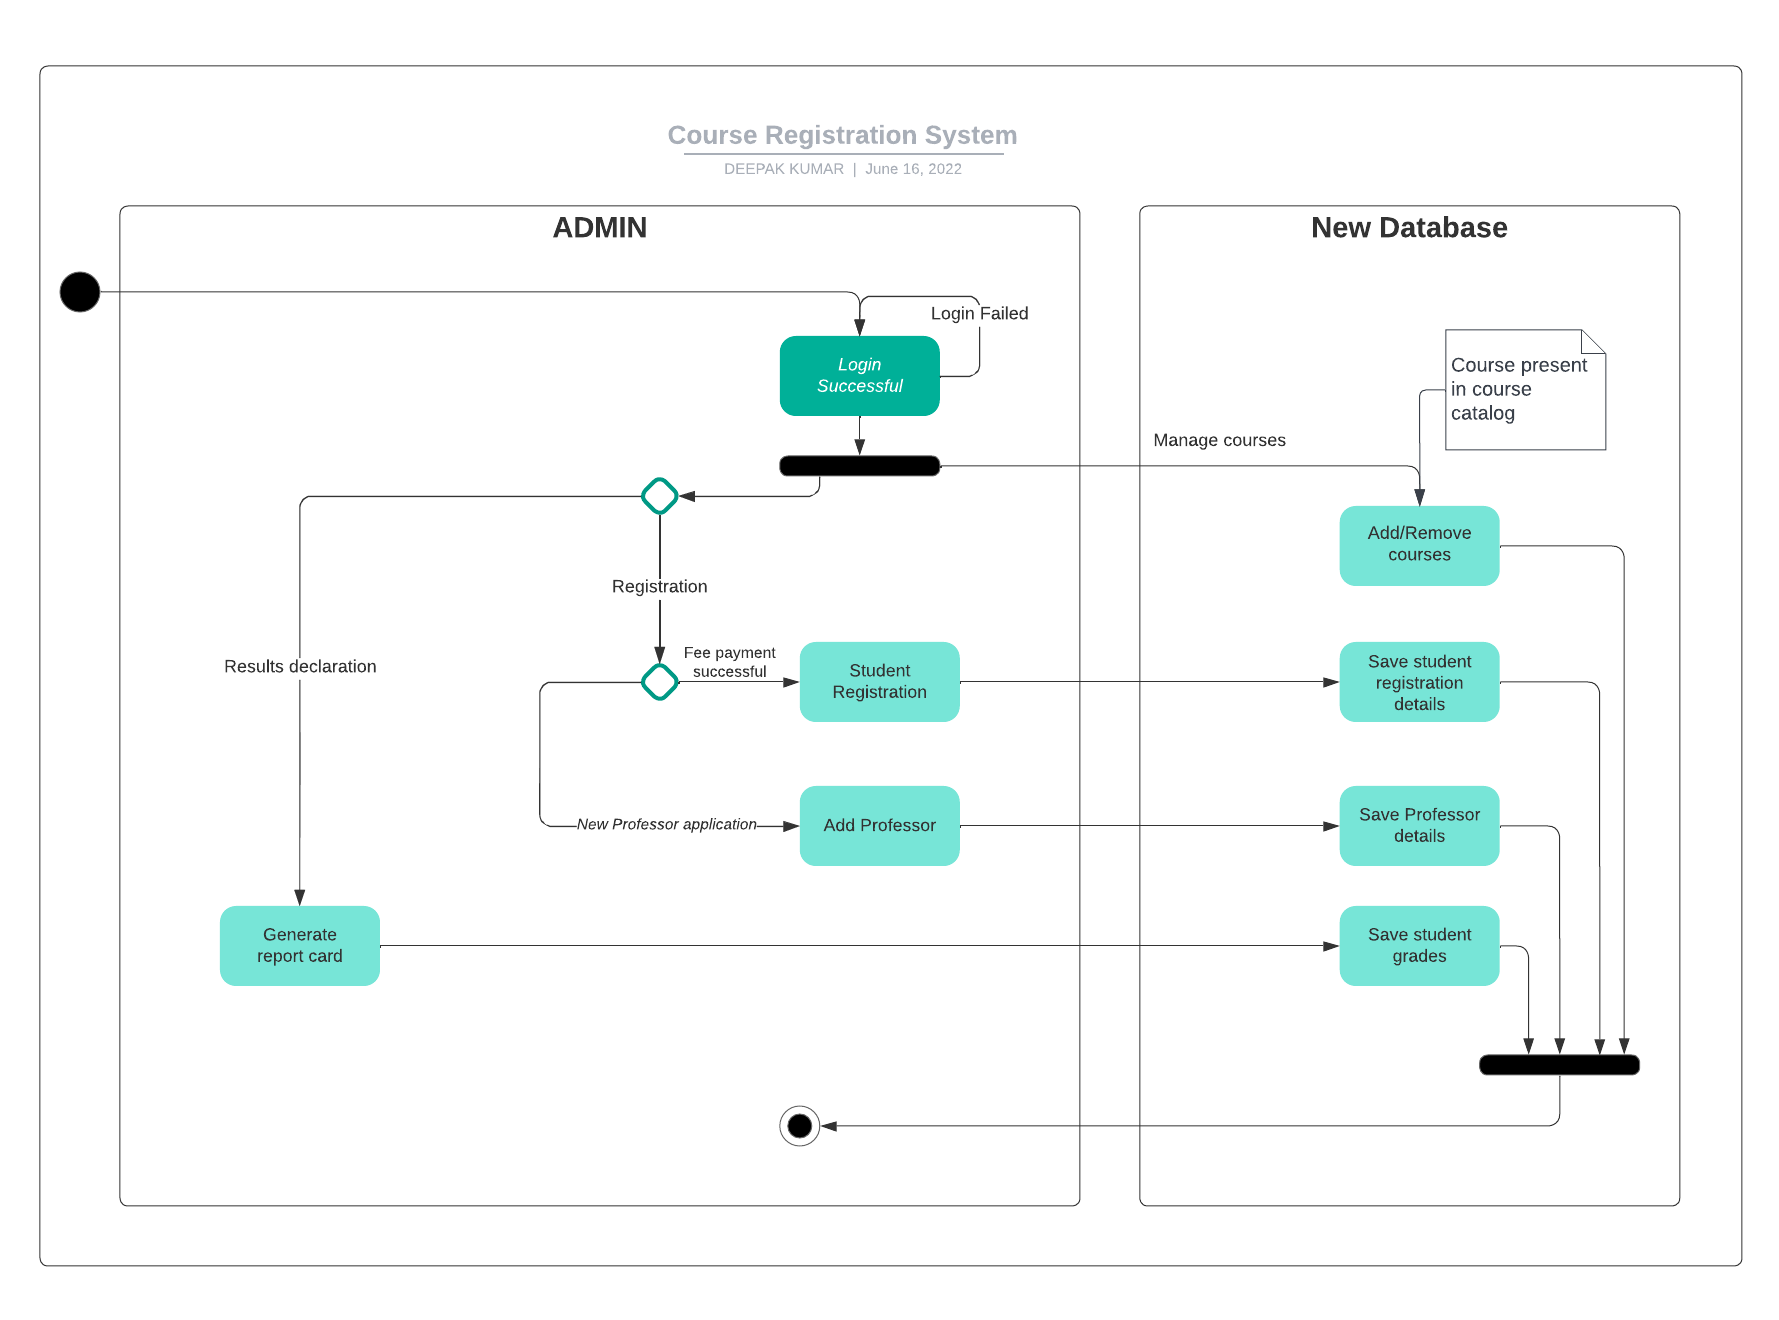 Course Registration System
DEEPAK KUMAR | June 16, 2022
ADMIN
New Database
Login Failed
Login
Successful
Course present
in course
catalog
Manage courses
Add/Remove
courses
Registration
Results declaration
Fee payment
successful
Student
Registration
Save student
registration
details
New Professor application
Add Professor
Save Professor
details
Generate
report card
Save student
grades